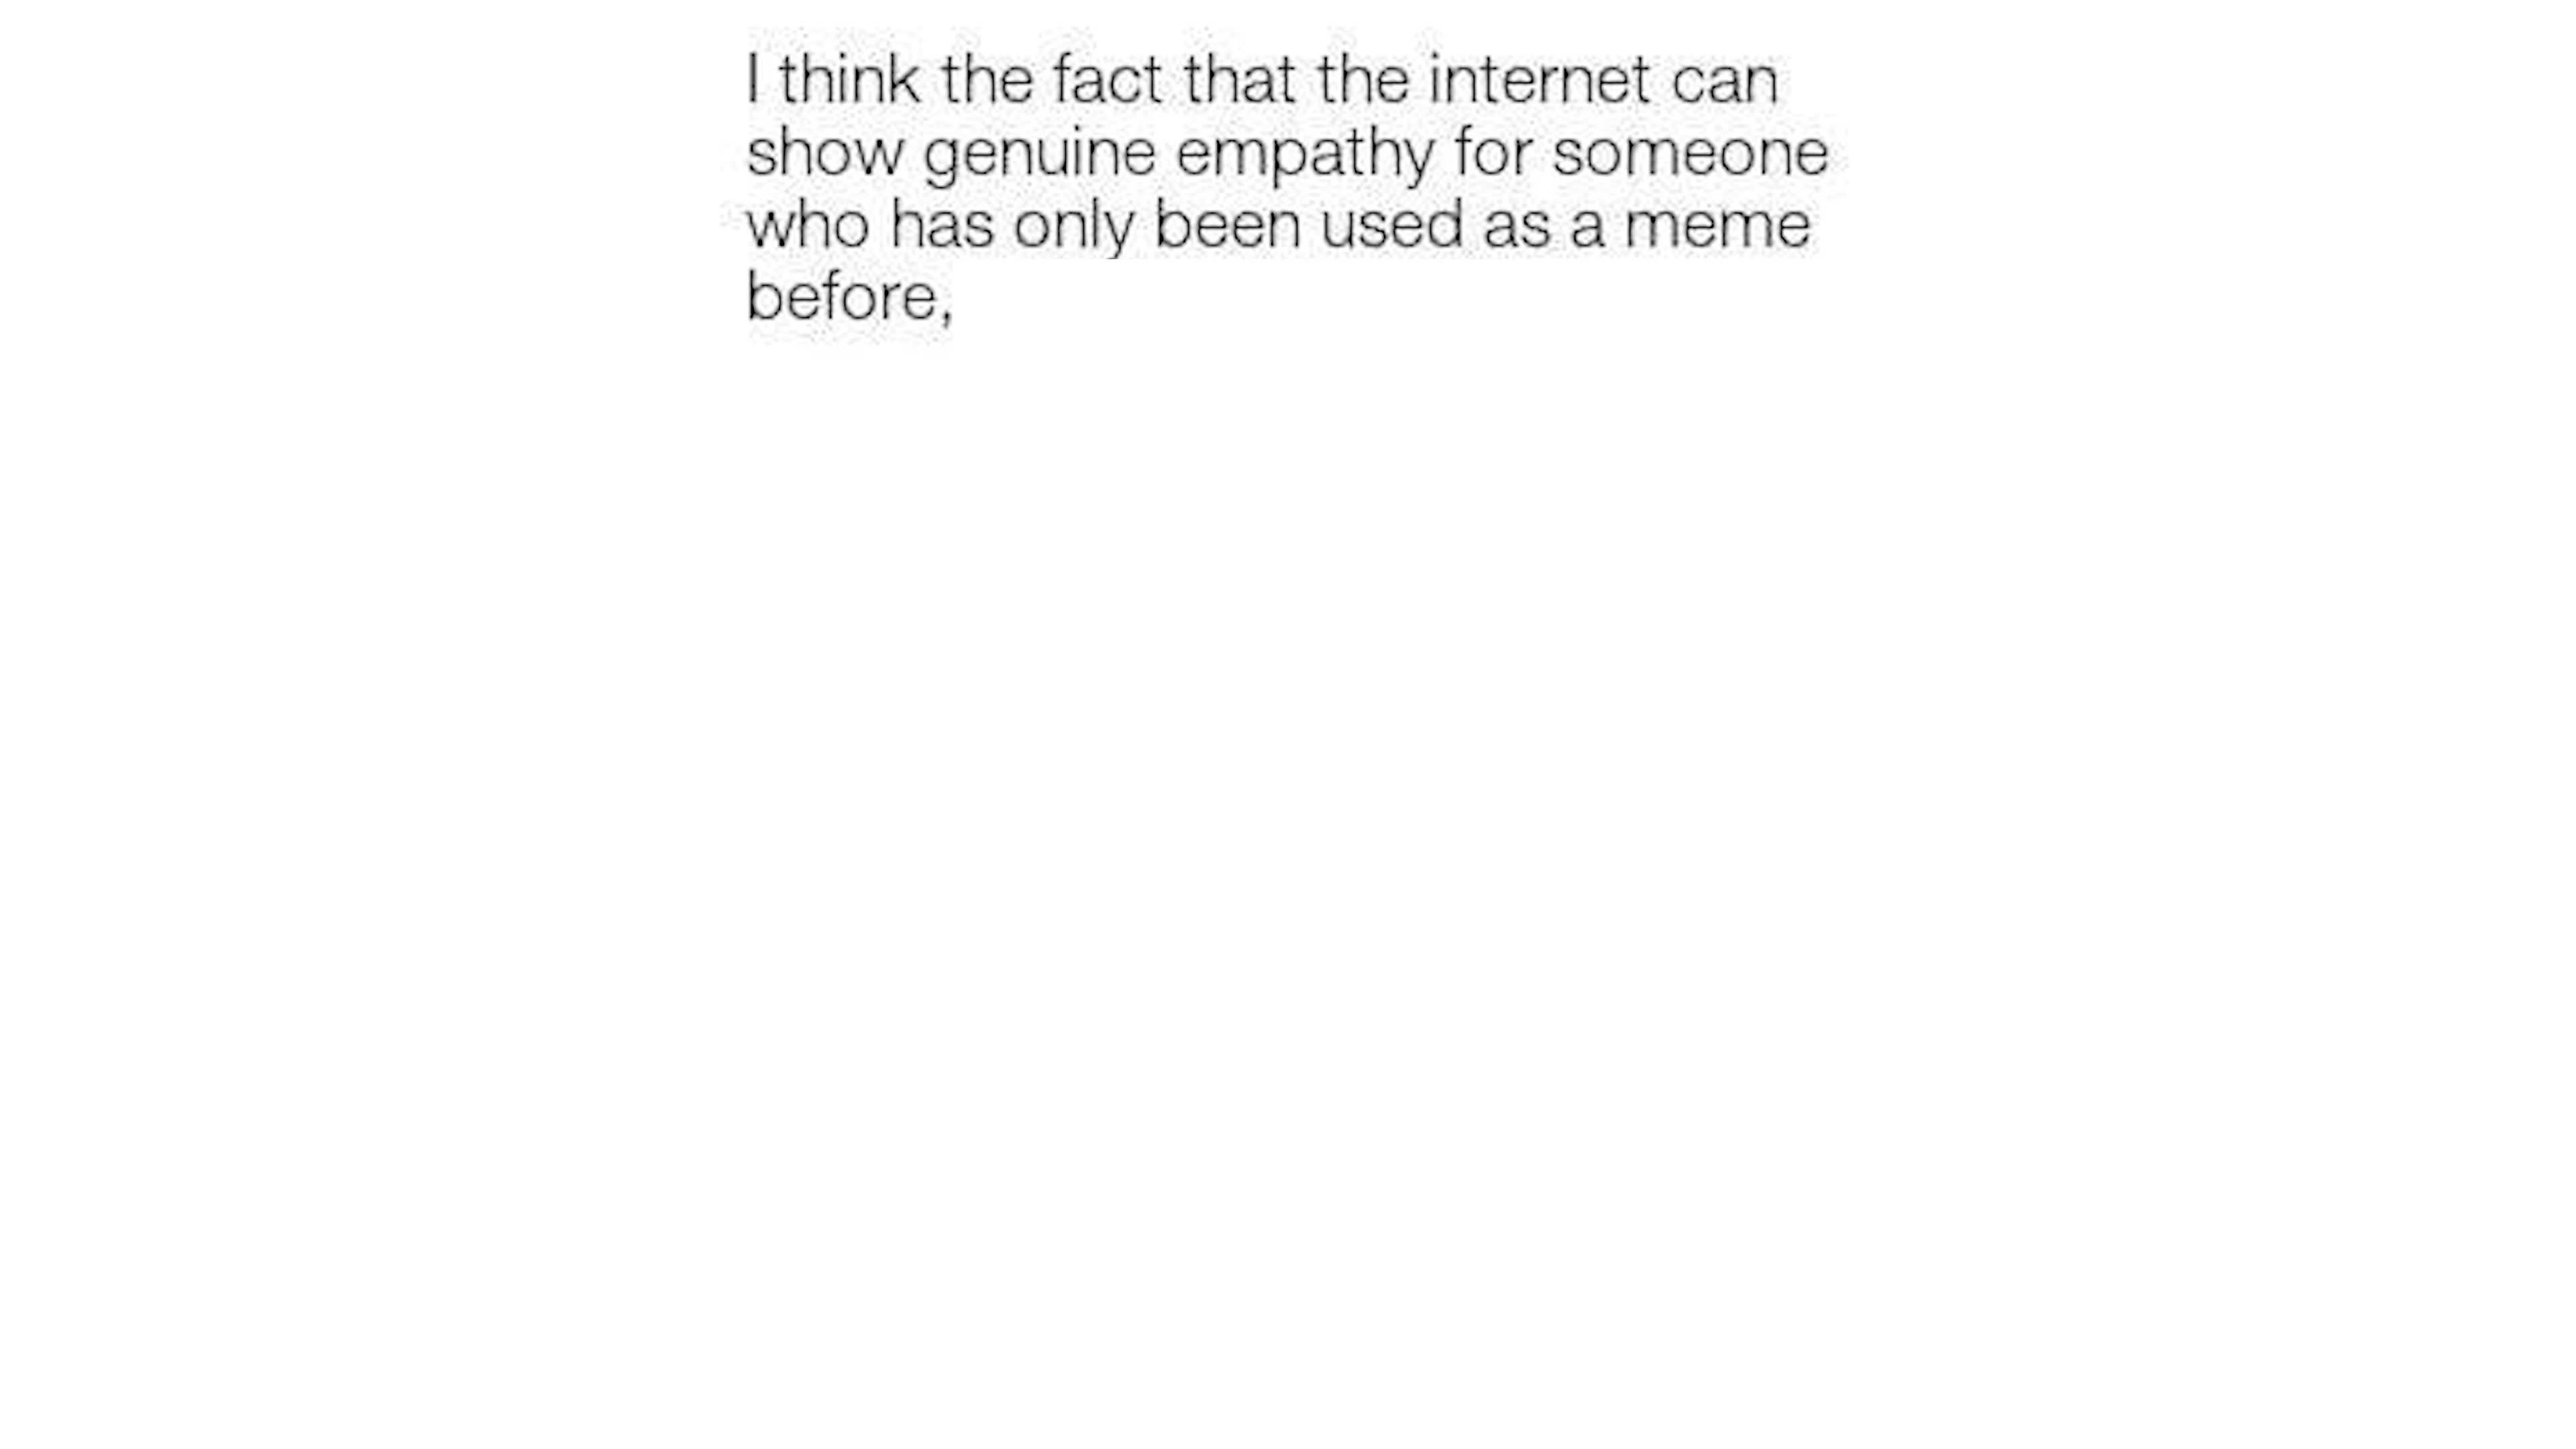 I think the fact that the internet can
show genuine empathy for someone
who has only been used as a meme
before,